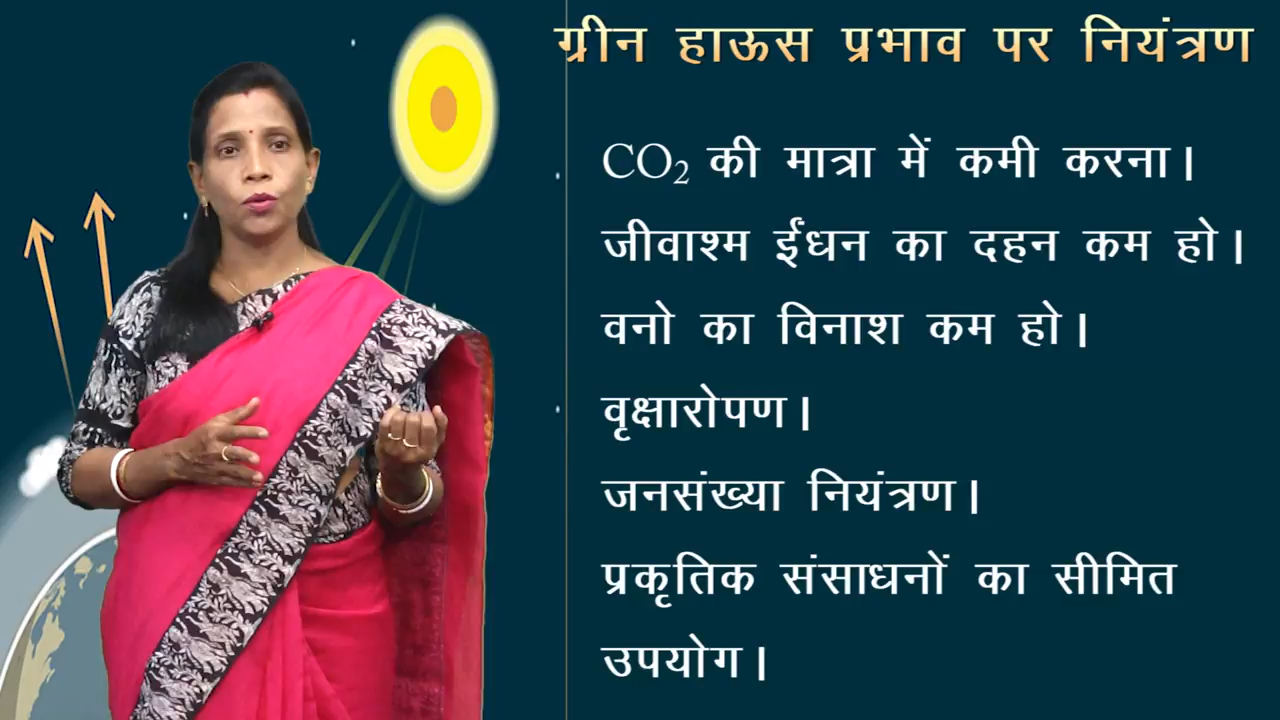 ग्रीन हाऊस प्रभाव पर नियंत्रण
CO₂ की मात्रा में कमी करना।
जीवाश्म ईंधन का दहन कम हो।
वनो का विनाश कम हो।
वृक्षारोपण।
जनसंख्या नियंत्रण।
प्रकृतिक संसाधनों का सीमित
उपयोग।